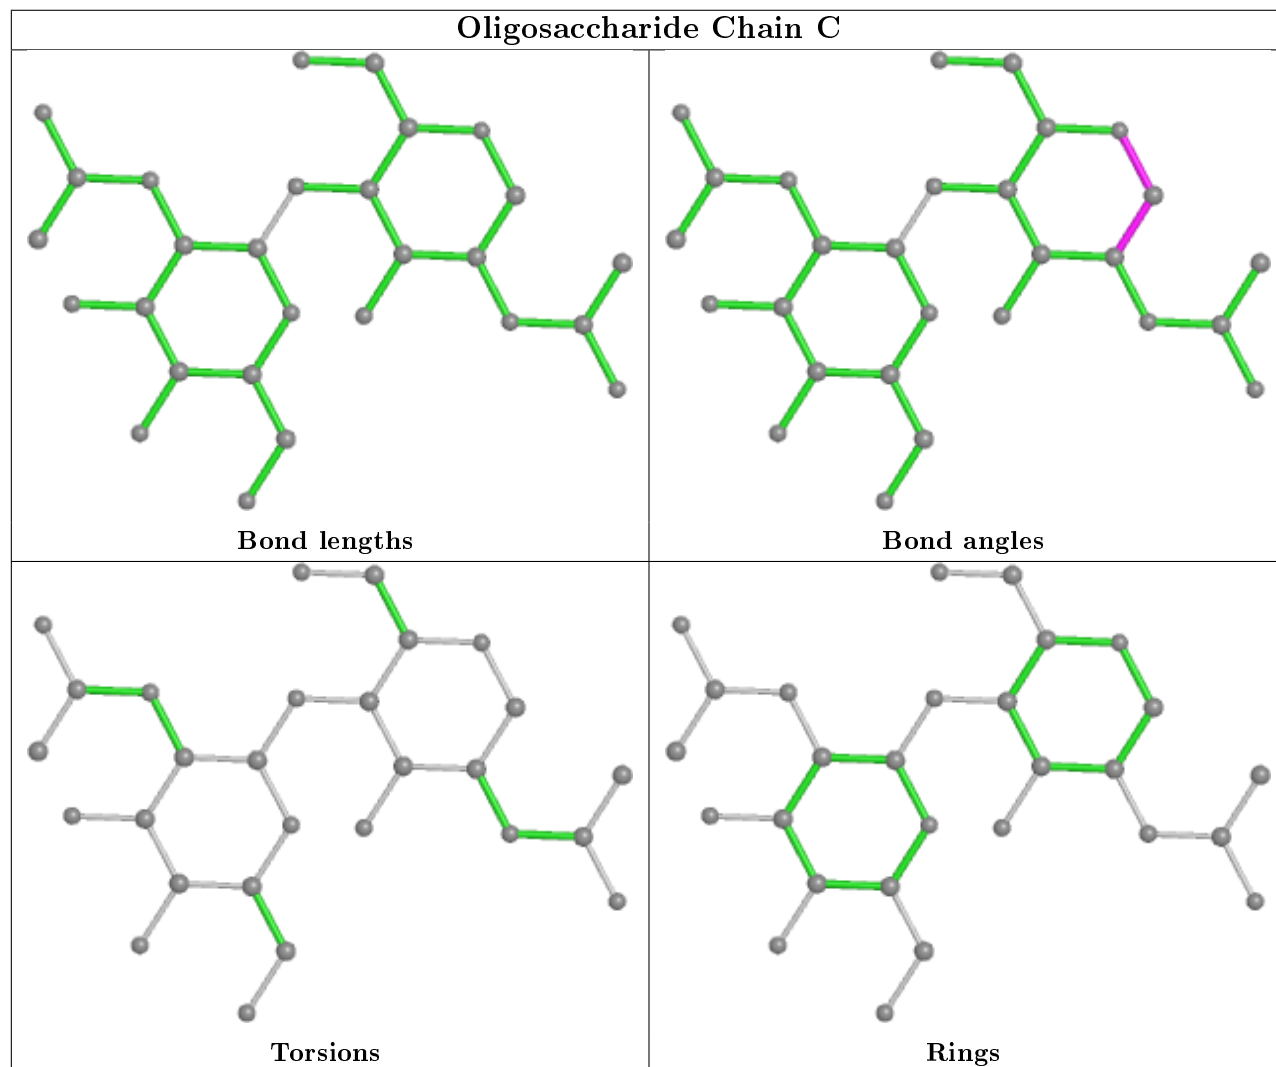 Oligosaccharide Chain C
Bond lengths
Bond angles
Torsions
Rings